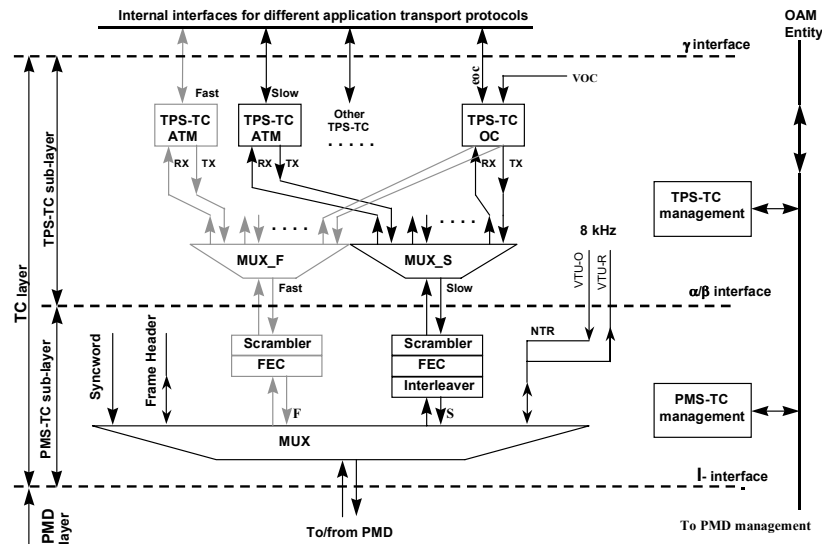 Internal interfaces for different application transport protocols
OAM
Entity
γ interface
eoc
VOC
Fast
Slow
TPS-TC
ATM
TPS-TC
ATM
Other
TPS-TC
. . . . .
TPS-TC
OC
RX
TX
RX
TX
RX
TX
TPS-TC sub-layer
TPS-TC
management
. . . .
. . . .
8 kHz
MUX_F
MUX_S
VTU-O
VTU-R
Fast
Slow
TC layer
α/β interface
NTR
Syncword
Frame Header
Scrambler
FEC
Scrambler
FEC
Interleaver
PMS-TC sub-layer
PMS-TC
management
F
S
MUX
I- interface
PMD
layer
To/from PMD
To PMD management